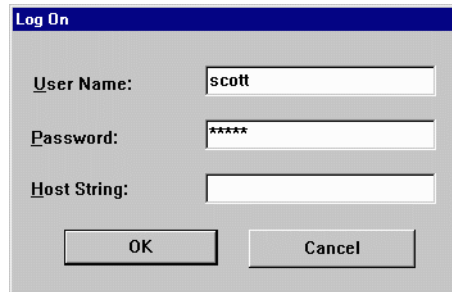 Log On
User Name: scott
Password: *****
Host String:
OK Cancel